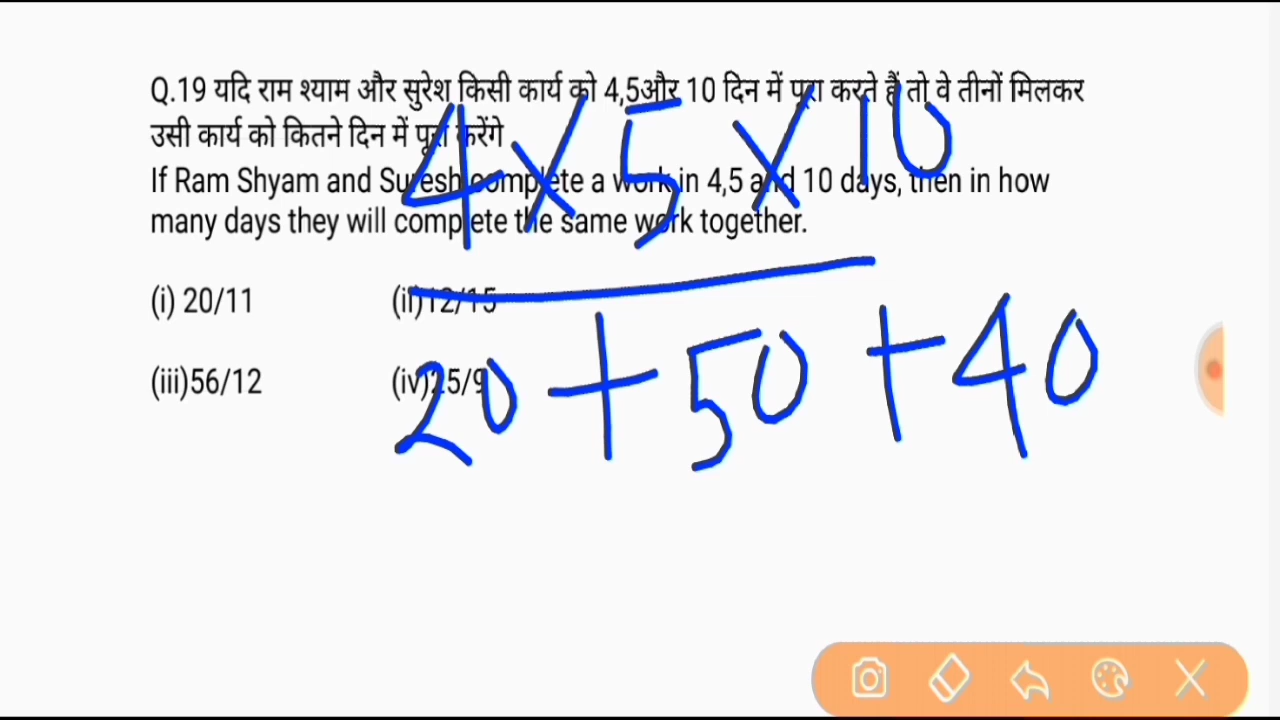 Q.19 यदि राम श्याम और सुरेश किसी कार्य को 4,5और 10 दिन में पूरा करते हैं तो वे तीनों मिलकर
उसी कार्य को कितने दिन में पूरा करेंगे
If Ram Shyam and Suresh complete a work in 4,5 and 10 days, then in how
many days they will complete the same work together.
4 × 5 × 10
(i) 20/11 (ii)12/15
20 + 50 + 40
(iii)56/12 (iv)25/9